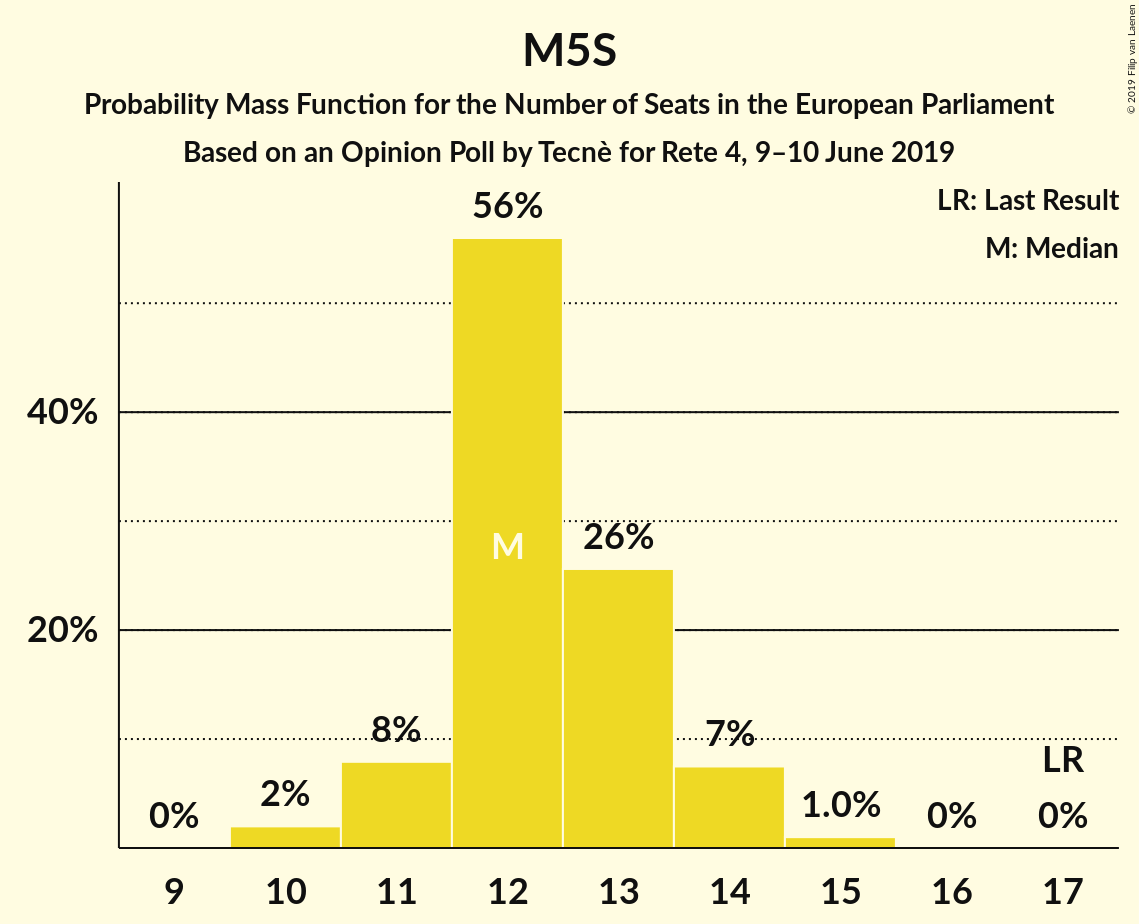 M5S
Probability Mass Function for the Number of Seats in the European Parliament
Based on an Opinion Poll by Tecnè for Rete 4, 9–10 June 2019
© 2019 Filip van Laenen
LR: Last Result
M: Median
56%
40%
M
26%
20%
8%
7%
LR
0%
2%
1.0%
0%
0%
9
10
11
12
13
14
15
16
17